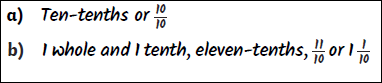 a) Ten-tenths or 10/10
b) 1 whole and 1 tenth, eleven-tenths, 11/10 or 1 1/10